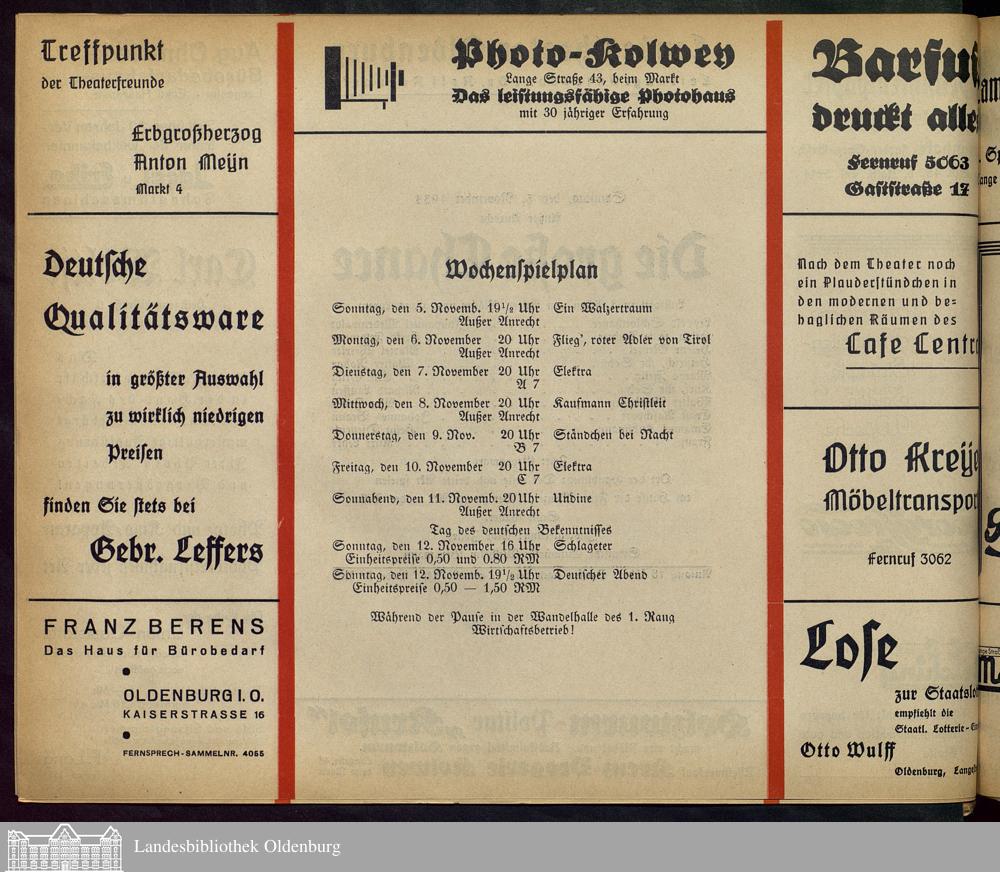 Treffpunkt
der Theaterfreunde
Erbgroßherzog
Anton Meyn
Markt 4
Deutsche
Qualitätsware
in größter Auswahl
zu wirklich niedrigen
Preisen
finden Sie stets bei
Gebr. Leffers
FRANZ BERENS
Das Haus für Bürobedarf
OLDENBURG I. O.
KAISERSTRASSE 16
FERNSPRECH-SAMMELNR. 4055
Photo-Kolwey
Lange Straße 43, beim Markt
Das leistungsfähige Photohaus
mit 30 jähriger Erfahrung
Wochenspielplan
Sonntag, den 5. Novemb. 19½ Uhr Ein Walzertraum
Außer Anrecht
Montag, den 6. November 20 Uhr Flieg', roter Adler von Tirol
Außer Anrecht
Dienstag, den 7. November 20 Uhr Elektra
A 7
Mittwoch, den 8. November 20 Uhr Kaufmann Christleit
Außer Anrecht
Donnerstag, den 9. Nov. 20 Uhr Ständchen bei Nacht
B 7
Freitag, den 10. November 20 Uhr Elektra
C 7
Sonnabend, den 11. Novemb. 20 Uhr Undine
Außer Anrecht
Tag des deutschen Bekenntnisses
Sonntag, den 12. November 16 Uhr Schlageter
Einheitspreise 0,50 und 0.80 RM
Sonntag, den 12. Novemb. 19½ Uhr Deutscher Abend
Einheitspreise 0,50 — 1,50 RM
Während der Pause in der Wandelhalle des 1. Rang
Wirtschaftsbetrieb!
Barfuß
druckt alle
Fernruf 5063
Gaststraße 17
Nach dem Theater noch
ein Plauderstündchen in
den modernen und be-
haglichen Räumen des
Cafe Centr
Otto Kreye
Möbeltranspor
Fernruf 3062
Lose
zur Staatslo
empfiehlt die
Staatl. Lotterie-Ein
Otto Wulff
Oldenburg, Lange
Landesbibliothek Oldenburg